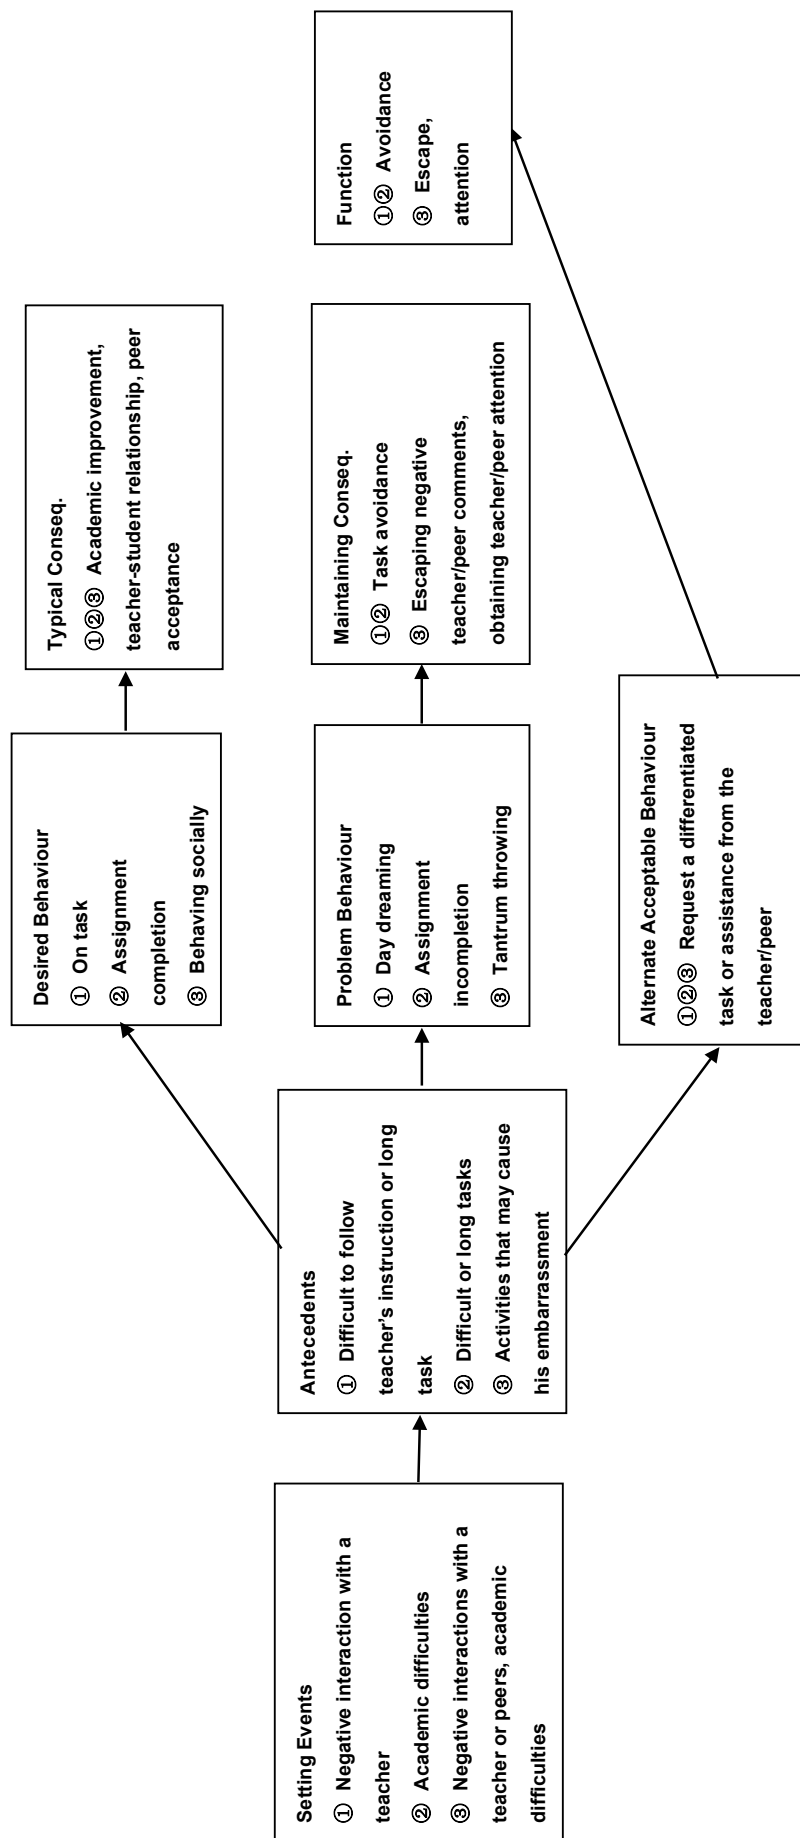 Setting Events
① Negative interaction with a
teacher
② Academic difficulties
③ Negative interactions with a
teacher or peers, academic
difficulties
Antecedents
① Difficult to follow
teacher's instruction or long
task
② Difficult or long tasks
③ Activities that may cause
his embarrassment
Desired Behaviour
① On task
② Assignment
completion
③ Behaving socially
Typical Conseq.
①②③ Academic improvement,
teacher-student relationship, peer
acceptance
Problem Behaviour
① Day dreaming
② Assignment
incompletion
③ Tantrum throwing
Maintaining Conseq.
①② Task avoidance
③ Escaping negative
teacher/peer comments,
obtaining teacher/peer attention
Function
①② Avoidance
③ Escape,
attention
Alternate Acceptable Behaviour
①②③ Request a differentiated
task or assistance from the
teacher/peer